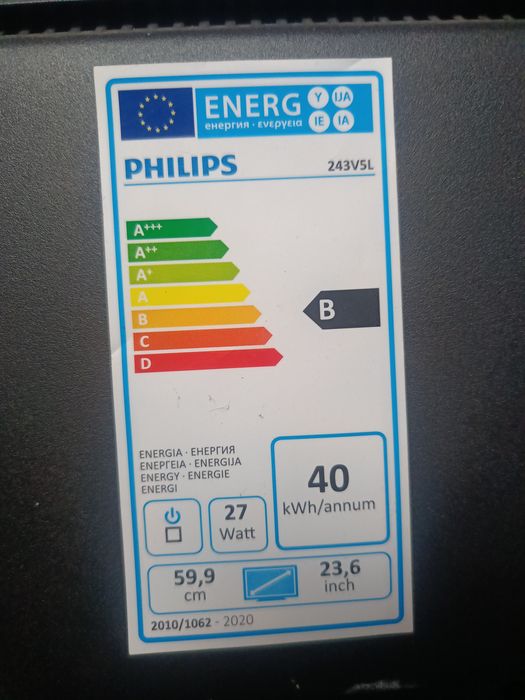 ENERG Y IJA
енергия · ενεργεια IE IA
PHILIPS 243V5L
A+++
A++
A+
A
B
B
C
D
ENERGIA · ЕНЕРГИЯ
ΕΝΕΡΓΕΙΑ · ENERGIJA
ENERGY · ENERGIE
ENERGI
40
kWh/annum
27
Watt
59,9
cm
23,6
inch
2010/1062 - 2020